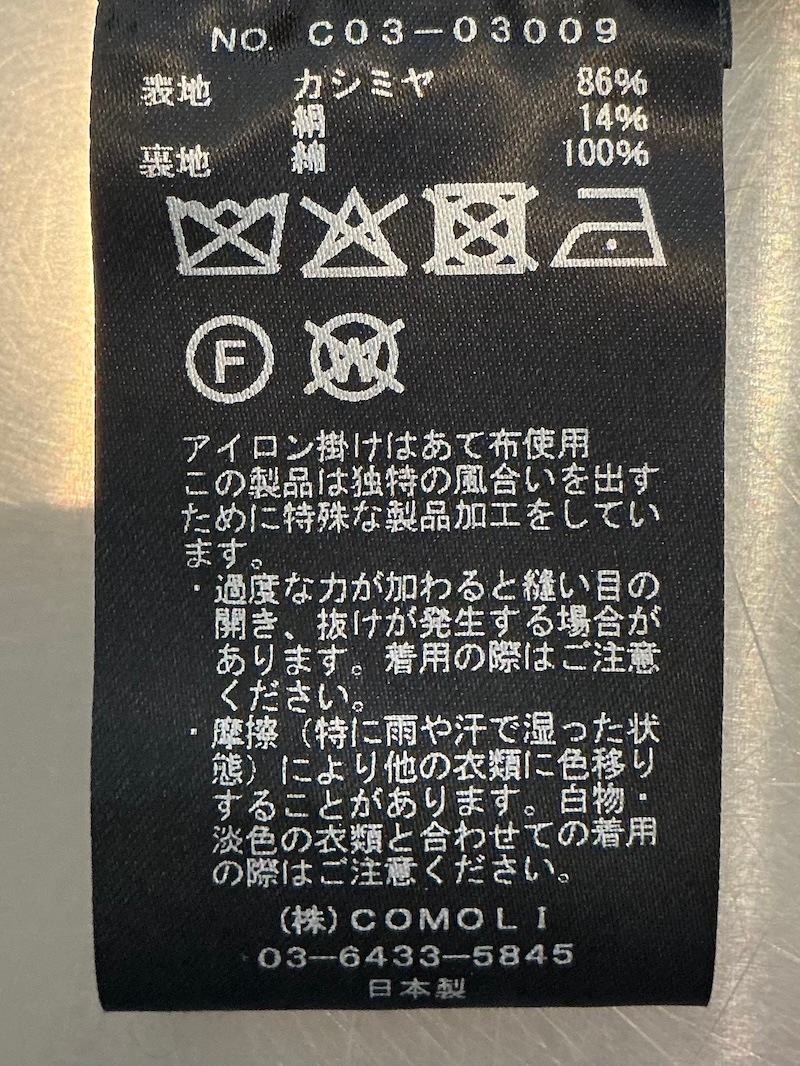 NO. C03-03009
表地 カシミヤ 86%
絹 14%
裏地 綿 100%
F
W
アイロン掛けはあて布使用
この製品は独特の風合いを出す
ために特殊な製品加工をしてい
ます。
・過度な力が加わると縫い目の
開き、抜けが発生する場合が
あります。着用の際はご注意
ください。
・摩擦(特に雨や汗で湿った状
態)により他の衣類に色移り
することがあります。白物・
淡色の衣類と合わせての着用
の際はご注意ください。
(株)COMOLI
03-6433-5845
日本製